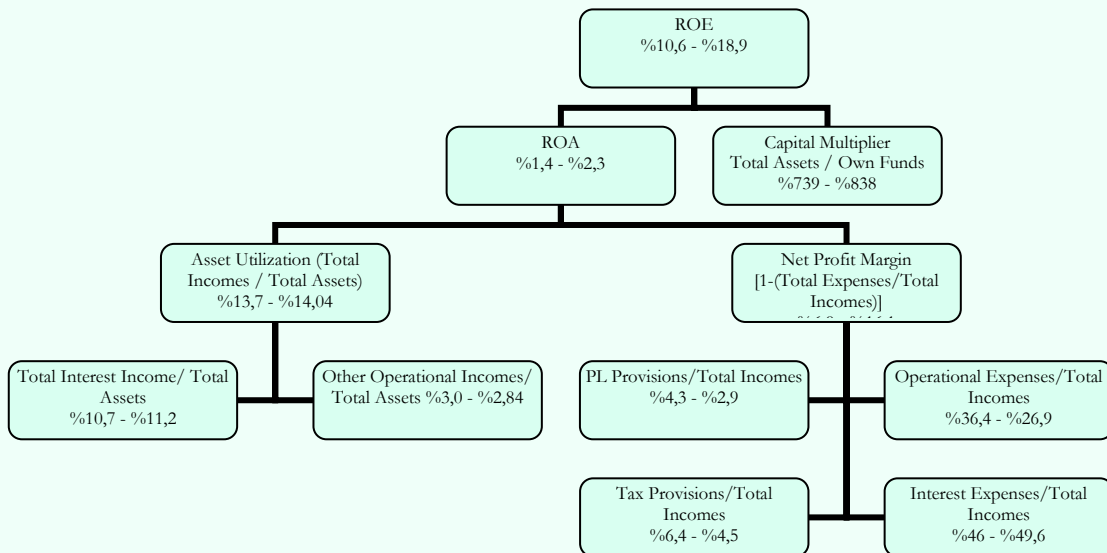 ROE
%10,6 - %18,9
ROA
%1,4 - %2,3
Capital Multiplier
Total Assets / Own Funds
%739 - %838
Asset Utilization (Total
Incomes / Total Assets)
%13,7 - %14,04
Net Profit Margin
[1-(Total Expenses/Total
Incomes)]
Total Interest Income/ Total
Assets
%10,7 - %11,2
Other Operational Incomes/
Total Assets %3,0 - %2,84
PL Provisions/Total Incomes
%4,3 - %2,9
Operational Expenses/Total
Incomes
%36,4 - %26,9
Tax Provisions/Total
Incomes
%6,4 - %4,5
Interest Expenses/Total
Incomes
%46 - %49,6